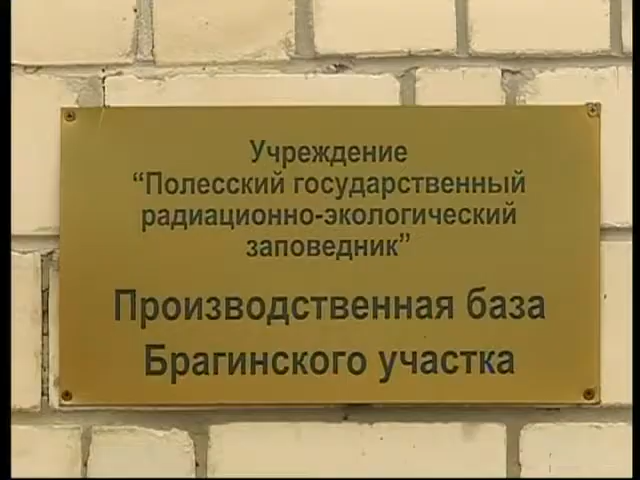 Учреждение
“Полесский государственный
радиационно-экологический
заповедник”
Производственная база
Брагинского участка